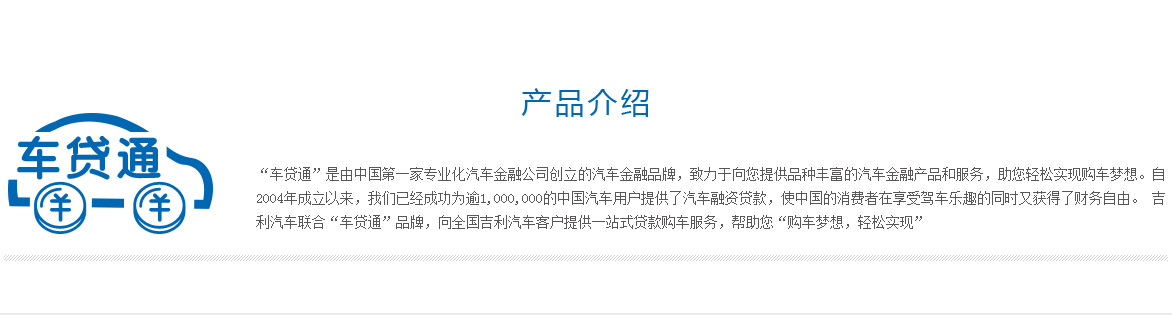 产品介绍
车贷通
¥ ¥
“车贷通”是由中国第一家专业化汽车金融公司创立的汽车金融品牌，致力于向您提供品种丰富的汽车金融产品和服务，助您轻松实现购车梦想。自
2004年成立以来，我们已经成功为逾1,000,000的中国汽车用户提供了汽车融资贷款，使中国的消费者在享受驾车乐趣的同时又获得了财务自由。 吉
利汽车联合“车贷通”品牌，向全国吉利汽车客户提供一站式贷款购车服务，帮助您“购车梦想，轻松实现”